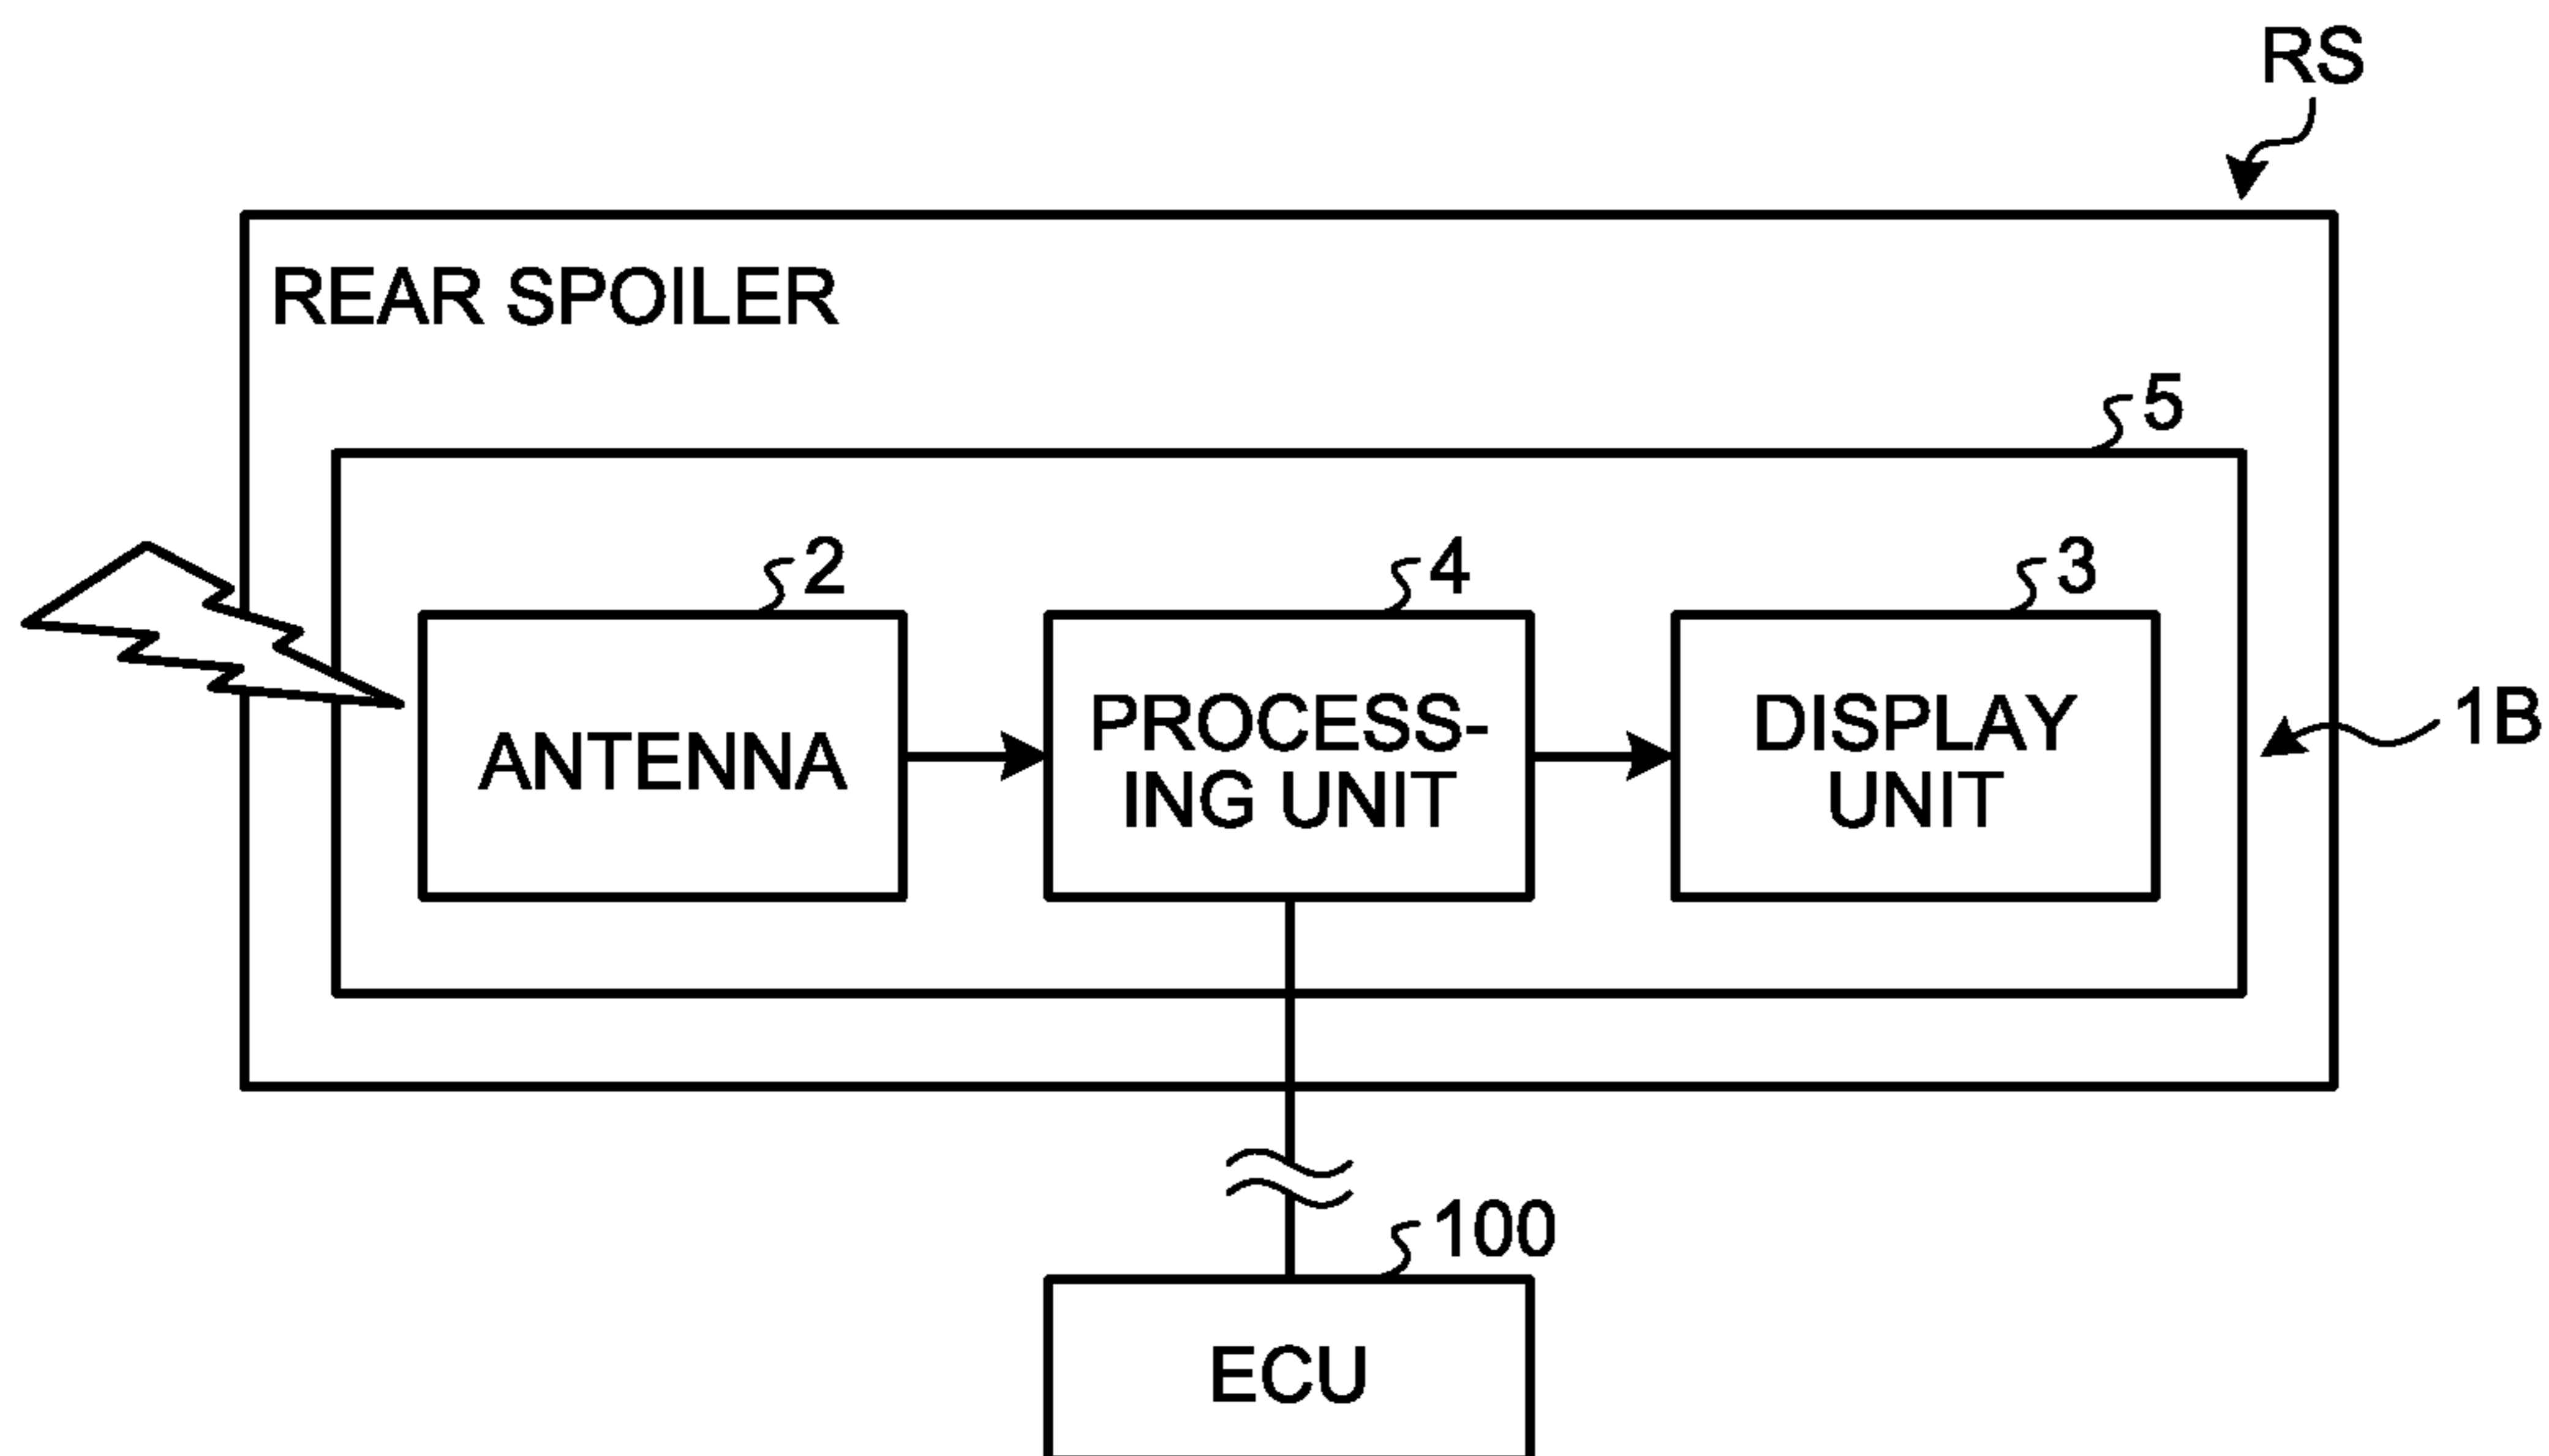 RS
REAR SPOILER
5
2
4
3
ANTENNA
PROCESS-
ING UNIT
DISPLAY
UNIT
1B
100
ECU